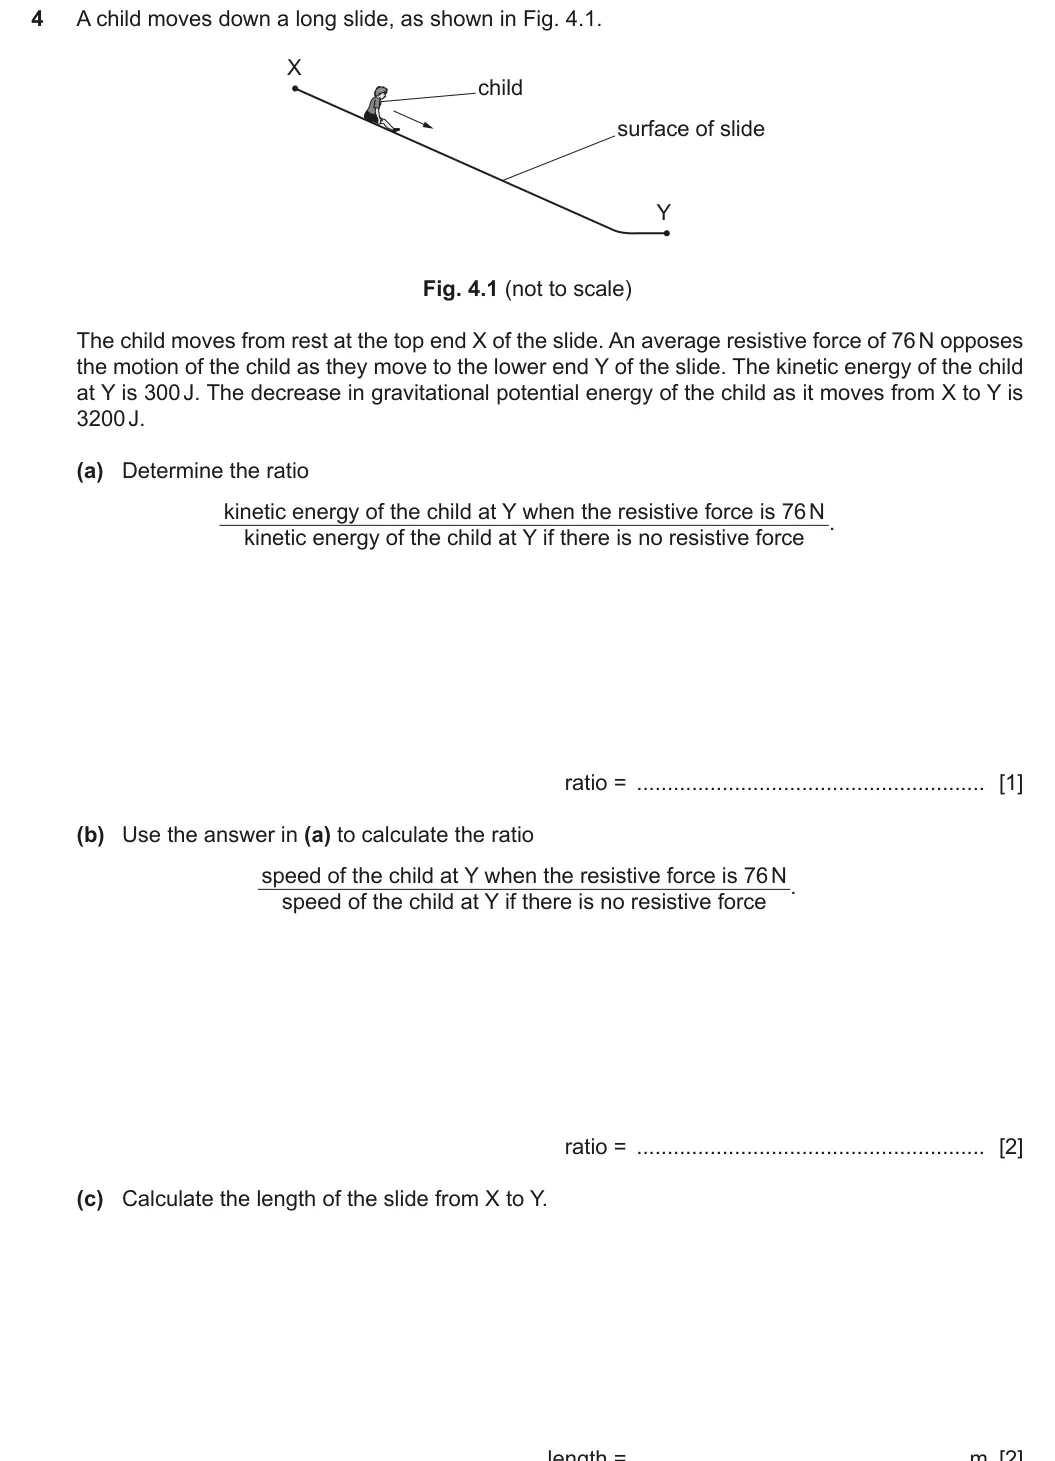 4 A child moves down a long slide, as shown in Fig. 4.1.
X
child
surface of slide
Y
Fig. 4.1 (not to scale)
The child moves from rest at the top end X of the slide. An average resistive force of 76 N opposes
the motion of the child as they move to the lower end Y of the slide. The kinetic energy of the child
at Y is 300 J. The decrease in gravitational potential energy of the child as it moves from X to Y is
3200 J.
(a) Determine the ratio
kinetic energy of the child at Y when the resistive force is 76 N
kinetic energy of the child at Y if there is no resistive force .
ratio = ......................................................... [1]
(b) Use the answer in (a) to calculate the ratio
speed of the child at Y when the resistive force is 76 N
speed of the child at Y if there is no resistive force .
ratio = ......................................................... [2]
(c) Calculate the length of the slide from X to Y.
length = m [2]